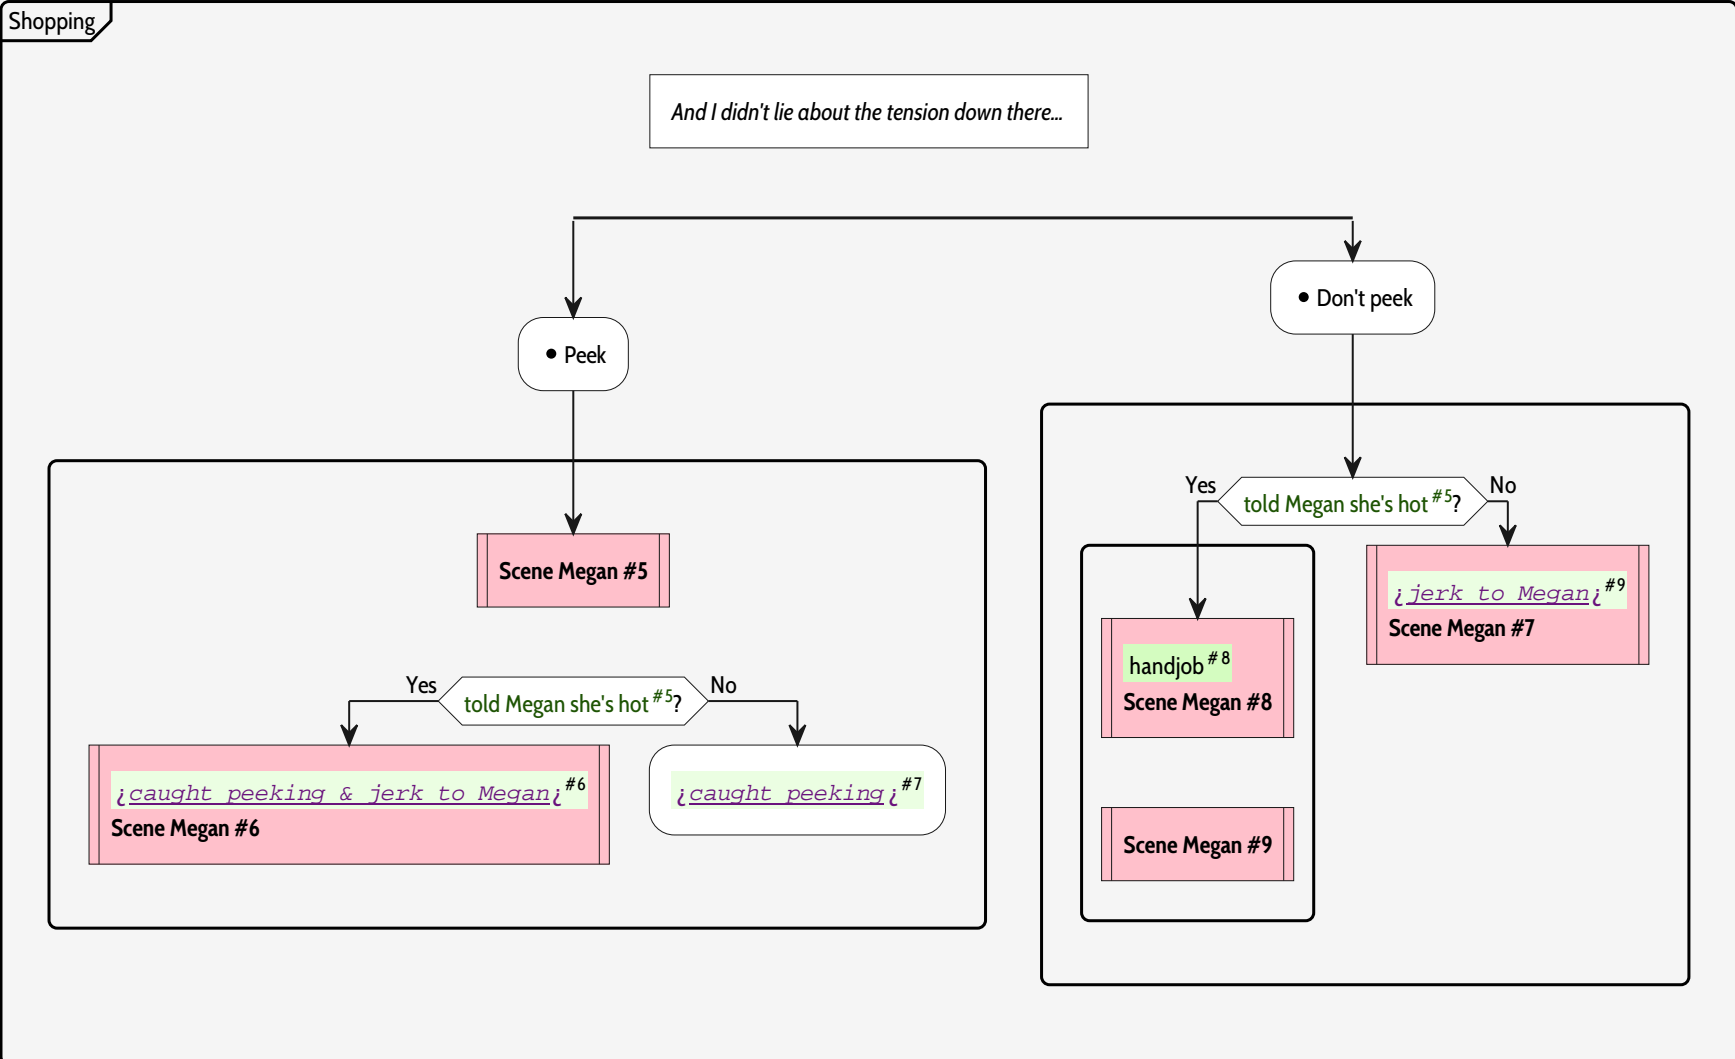 Shopping
And I didn't lie about the tension down there...
• Peek
• Don't peek
Scene Megan #5
Yes
told Megan she's hot #5?
No
¿caught peeking & jerk to Megan¿#6
Scene Megan #6
¿caught peeking¿#7
Yes
told Megan she's hot #5?
No
handjob #8
Scene Megan #8
Scene Megan #9
¿jerk to Megan¿#9
Scene Megan #7